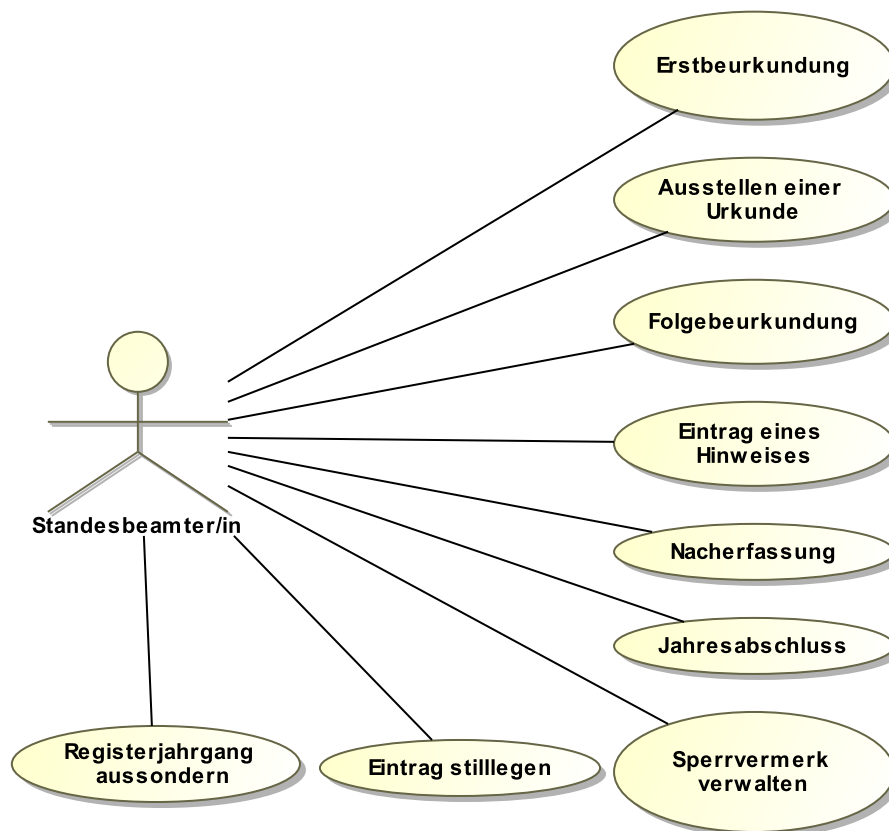 Erstbeurkundung
Ausstellen einer
Urkunde
Folgebeurkundung
Eintrag eines
Hinweises
Nacherfassung
Jahresabschluss
Sperrvermerk
verwalten
Standesbeamter/in
Registerjahrgang
aussondern
Eintrag stilllegen